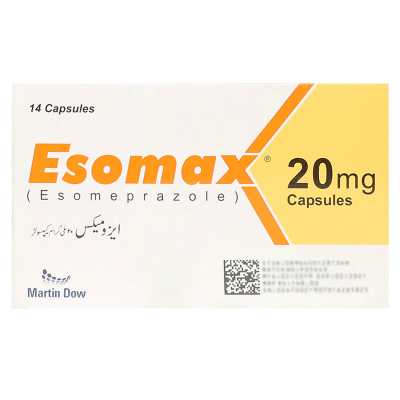 14 Capsules
Esomax®
(Esomeprazole)
20mg
Capsules
ایزومیکس ۲۰ ملی گرام کیپسولز
Martin Dow